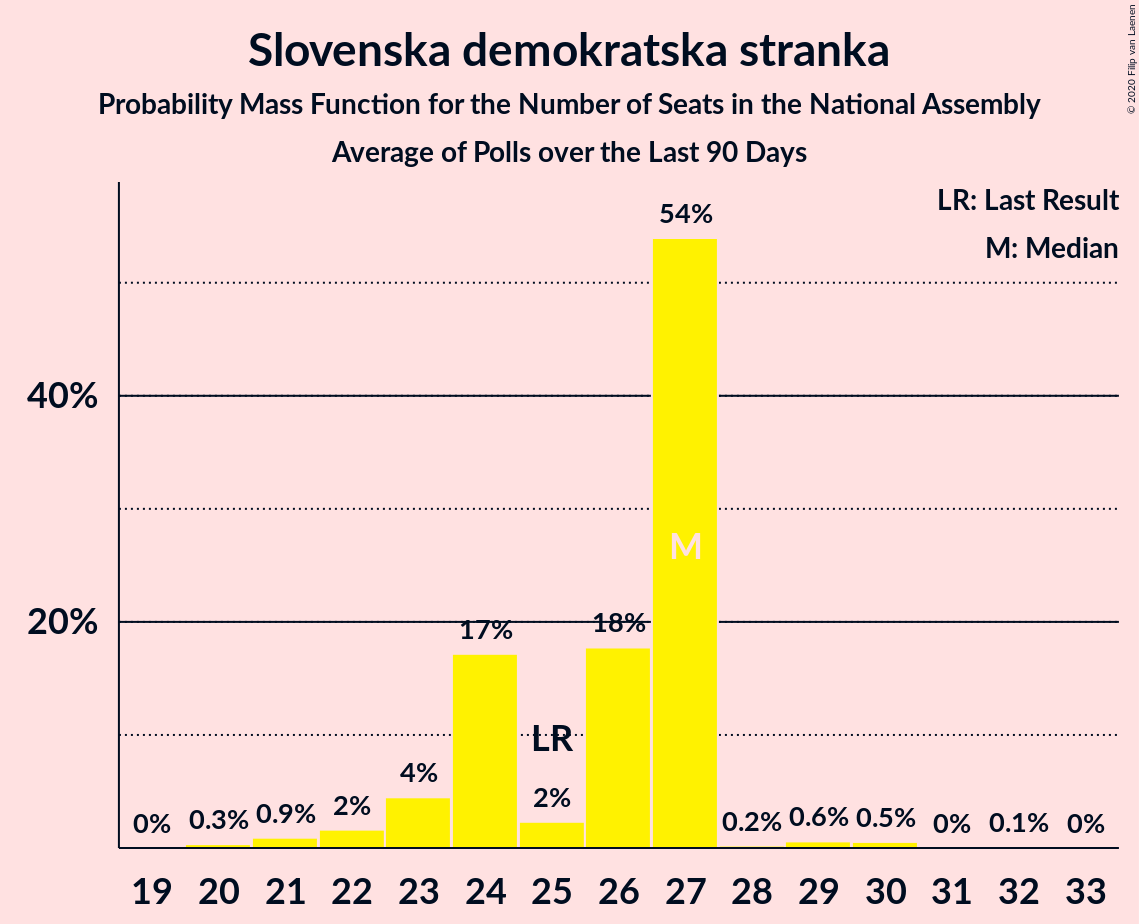 Slovenska demokratska stranka
Probability Mass Function for the Number of Seats in the National Assembly
Average of Polls over the Last 90 Days
© 2020 Filip van Laenen
LR: Last Result
M: Median
54%
40%
M
20%
17%
18%
LR
0%
0.3%
0.9%
2%
4%
2%
0.2%
0.6%
0.5%
0%
0.1%
0%
19 20 21 22 23 24 25 26 27 28 29 30 31 32 33